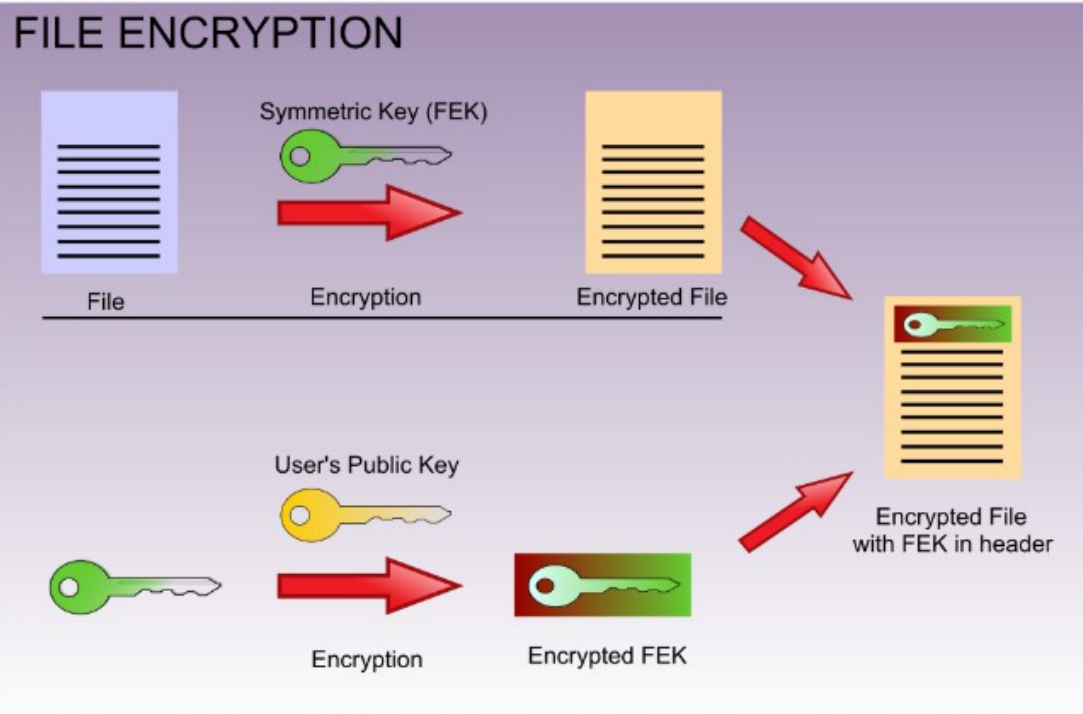 FILE ENCRYPTION
Symmetric Key (FEK)
File
Encryption
Encrypted File
User's Public Key
Encryption
Encrypted FEK
Encrypted File
with FEK in header